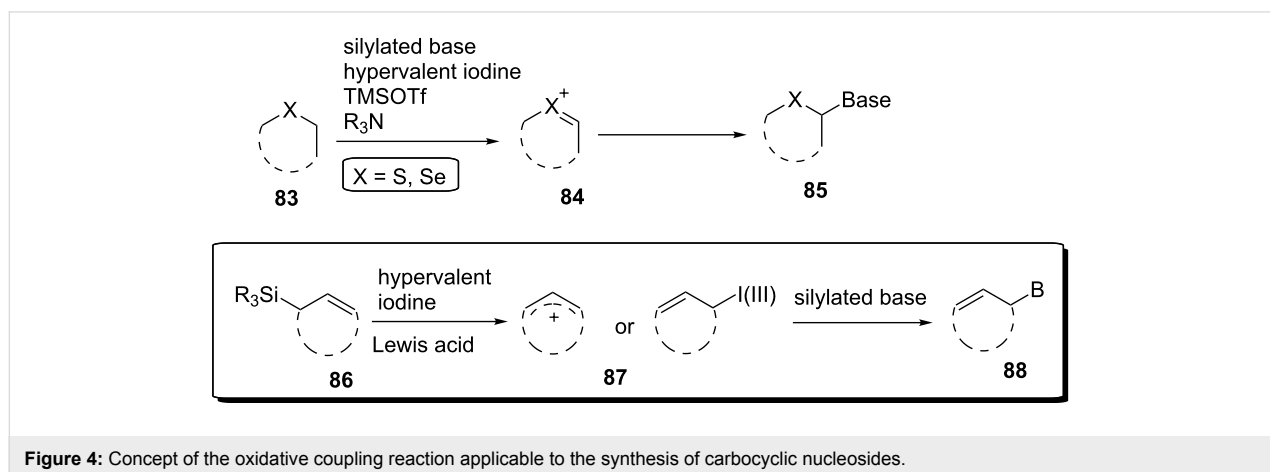 silylated base
hypervalent iodine
TMSOTf
R₃N
X
X = S, Se
83
X⁺
84
X Base
85
R₃Si
hypervalent
iodine
Lewis acid
86
+
or
I(III)
87
silylated base
B
88
Figure 4: Concept of the oxidative coupling reaction applicable to the synthesis of carbocyclic nucleosides.